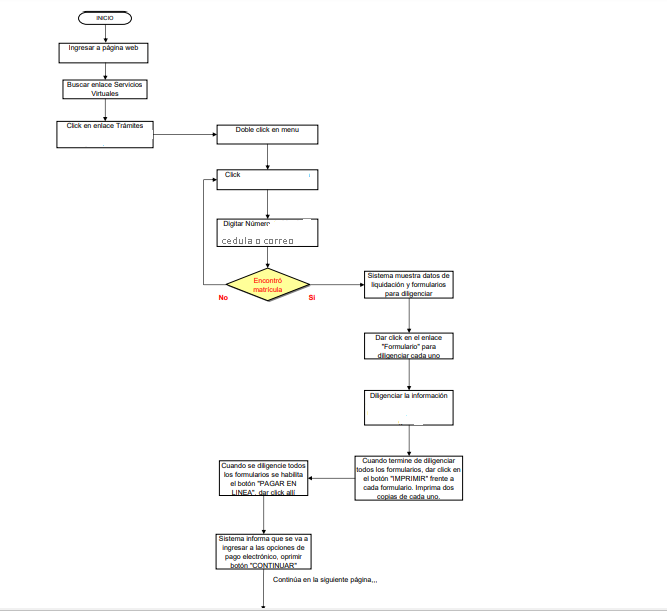 INICIO
Ingresar a página web
Buscar enlace Servicios
Virtuales
Click en enlace Trámites
Doble click en menu
Click
Digitar Númer
cedula o correo
Encontró
matrícula
No
Si
Sistema muestra datos de
liquidación y formularios
para diligenciar
Dar click en el enlace
"Formulario" para
diligenciar cada uno
Diligenciar la información
Cuando termine de diligenciar
todos los formularios, dar click en
el botón "IMPRIMIR" frente a
cada formulario. Imprima dos
copias de cada uno.
Cuando se diligencie todos
los formularios se habilita
el botón "PAGAR EN
LINEA", dar click allí
Sistema informa que se va a
ingresar a las opciones de
pago electrónico, oprimir
botón "CONTINUAR"
Continúa en la siguiente página,,,